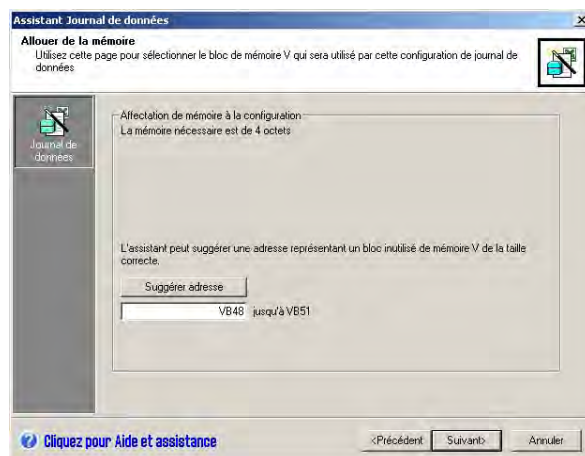 Assistant Journal de données
Allouer de la mémoire
Utilisez cette page pour sélectionner le bloc de mémoire V qui sera utilisé par cette configuration de journal de
données
Journal de
données
Affectation de mémoire à la configuration
La mémoire nécessaire est de 4 octets
L'assistant peut suggérer une adresse représentant un bloc inutilisé de mémoire V de la taille
correcte.
Suggérer adresse
VB48 jusqu'à VB51
Cliquez pour Aide et assistance
<Précédent Suivant> Annuler